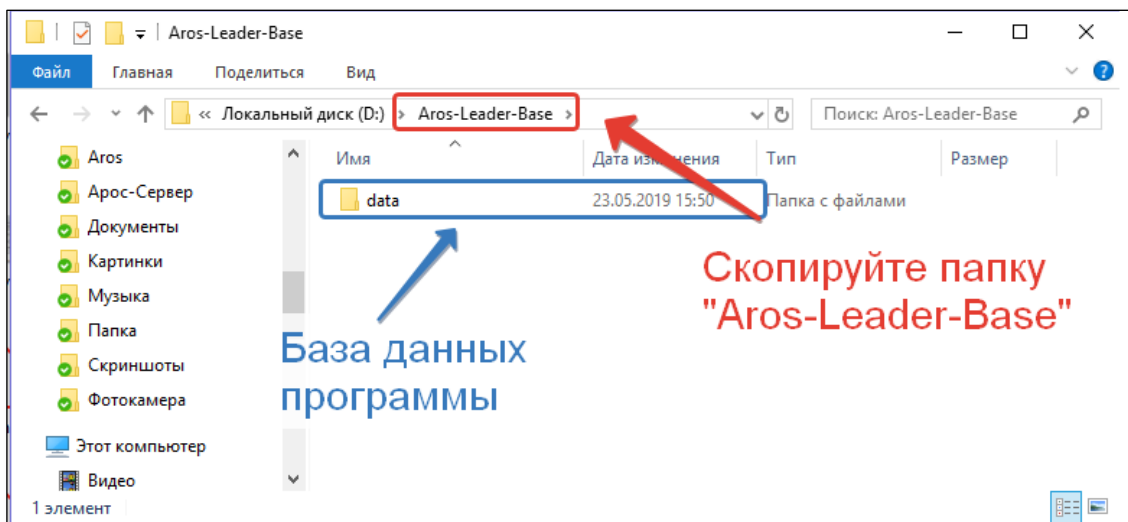 Aros-Leader-Base
Файл Главная Поделиться Вид
« Локальный диск (D:) > Aros-Leader-Base > Поиск: Aros-Leader-Base
Имя Дата изменения Тип Размер
data 23.05.2019 15:50 Папка с файлами
Aros
Арос-Сервер
Документы
Картинки
Музыка
Папка
Скриншоты
Фотокамера
Этот компьютер
Видео
Скопируйте папку
"Aros-Leader-Base"
База данных
программы
1 элемент